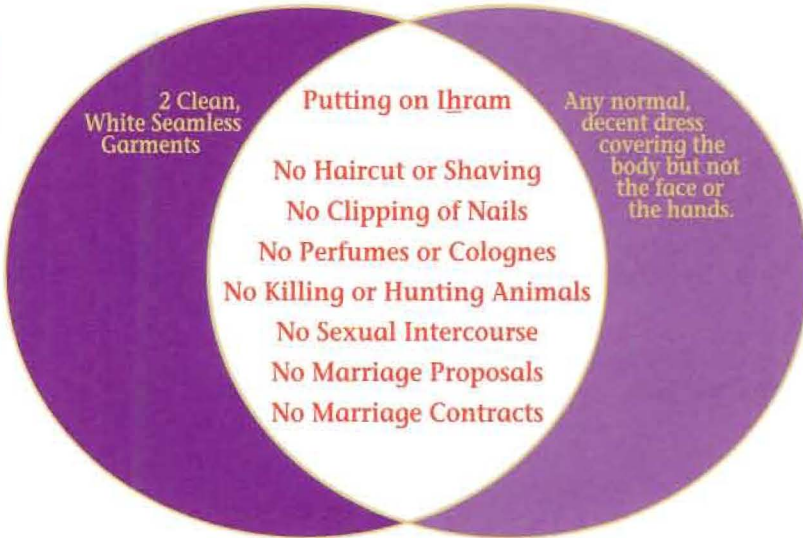 2 Clean,
White Seamless
Garments
Putting on Ihram
No Haircut or Shaving
No Clipping of Nails
No Perfumes or Colognes
No Killing or Hunting Animals
No Sexual Intercourse
No Marriage Proposals
No Marriage Contracts
Any normal,
decent dress
covering the
body but not
the face or
the hands.